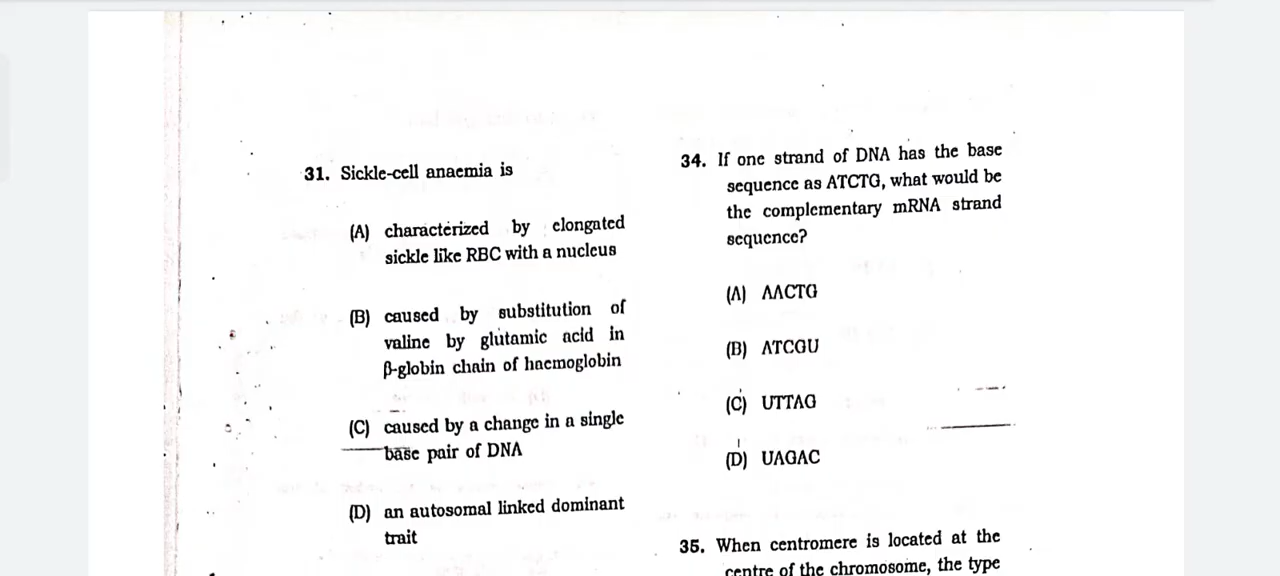 31. Sickle-cell anaemia is
(A) characterized by elongated
sickle like RBC with a nucleus
(B) caused by substitution of
valine by glutamic acid in
β-globin chain of haemoglobin
(C) caused by a change in a single
base pair of DNA
(D) an autosomal linked dominant
trait
34. If one strand of DNA has the base
sequence as ATCTG, what would be
the complementary mRNA strand
sequence?
(A) AACTG
(B) ATCGU
(C) UTTAG
(D) UAGAC
35. When centromere is located at the
centre of the chromosome, the type